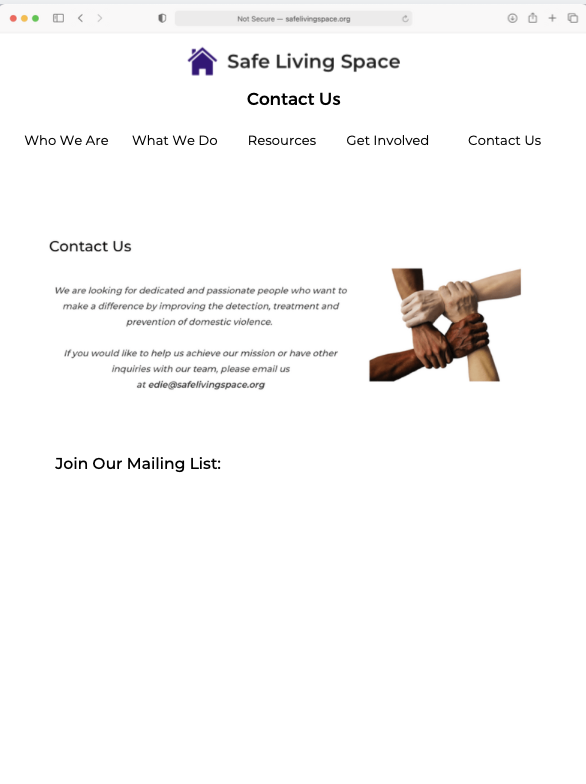 Not Secure — safelivingspace.org
Safe Living Space
Contact Us
Who We Are What We Do Resources Get Involved Contact Us
Contact Us
We are looking for dedicated and passionate people who want to
make a difference by improving the detection, treatment and
prevention of domestic violence.
If you would like to help us achieve our mission or have other
inquiries with our team, please email us
at edie@safelivingspace.org
Join Our Mailing List: